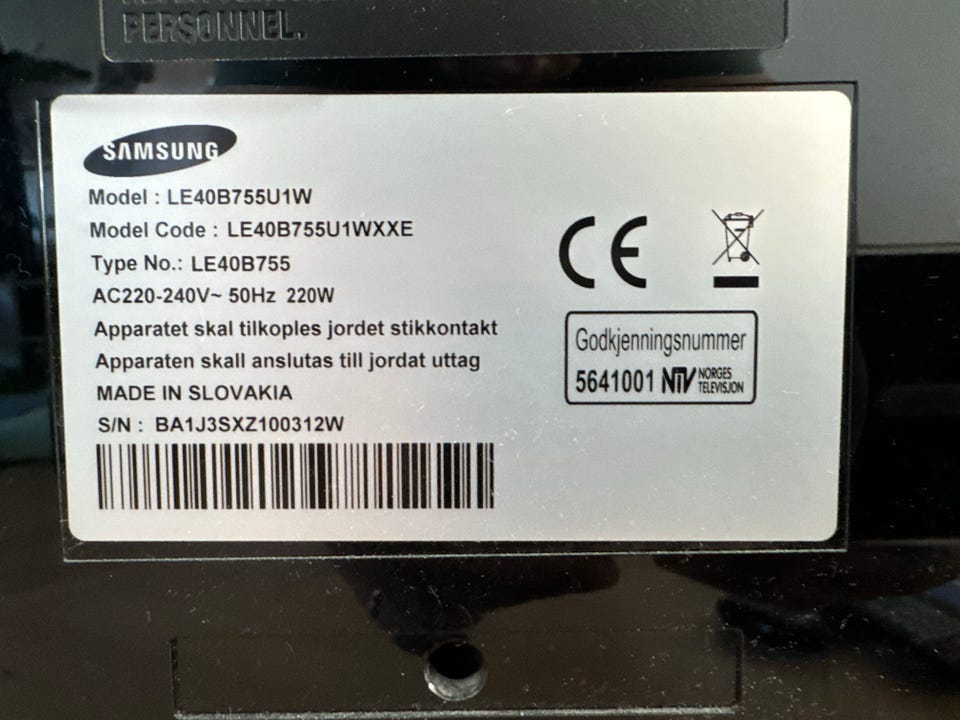 PERSONNEL.
SAMSUNG
Model : LE40B755U1W
Model Code : LE40B755U1WXXE
Type No.: LE40B755
AC220-240V~ 50Hz 220W
Apparatet skal tilkoples jordet stikkontakt
Apparaten skall anslutas till jordat uttag
MADE IN SLOVAKIA
S/N : BA1J3SXZ100312W
CE
Godkjenningsnummer
5641001 NTV NORGES
TELEVISJON